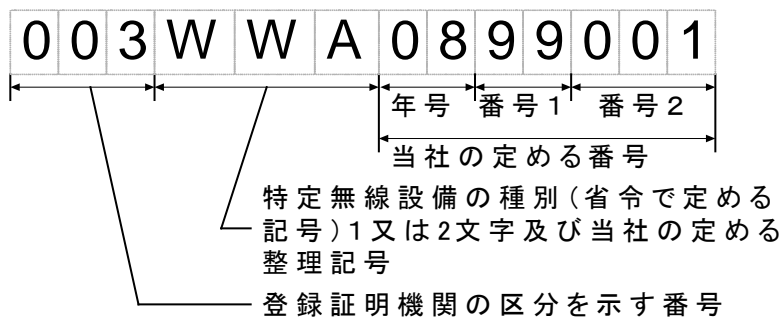 003WWA0899001
年号 番号1 番号2
当社の定める番号
特定無線設備の種別(省令で定める
記号)1又は2文字及び当社の定める
整理記号
登録証明機関の区分を示す番号